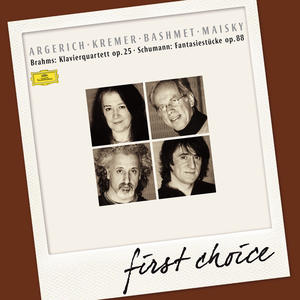 ARGERICH · KREMER · BASHMET · MAISKY
Brahms: Klavierquartett op. 25 · Schumann: Fantasiestücke op. 88
first choice